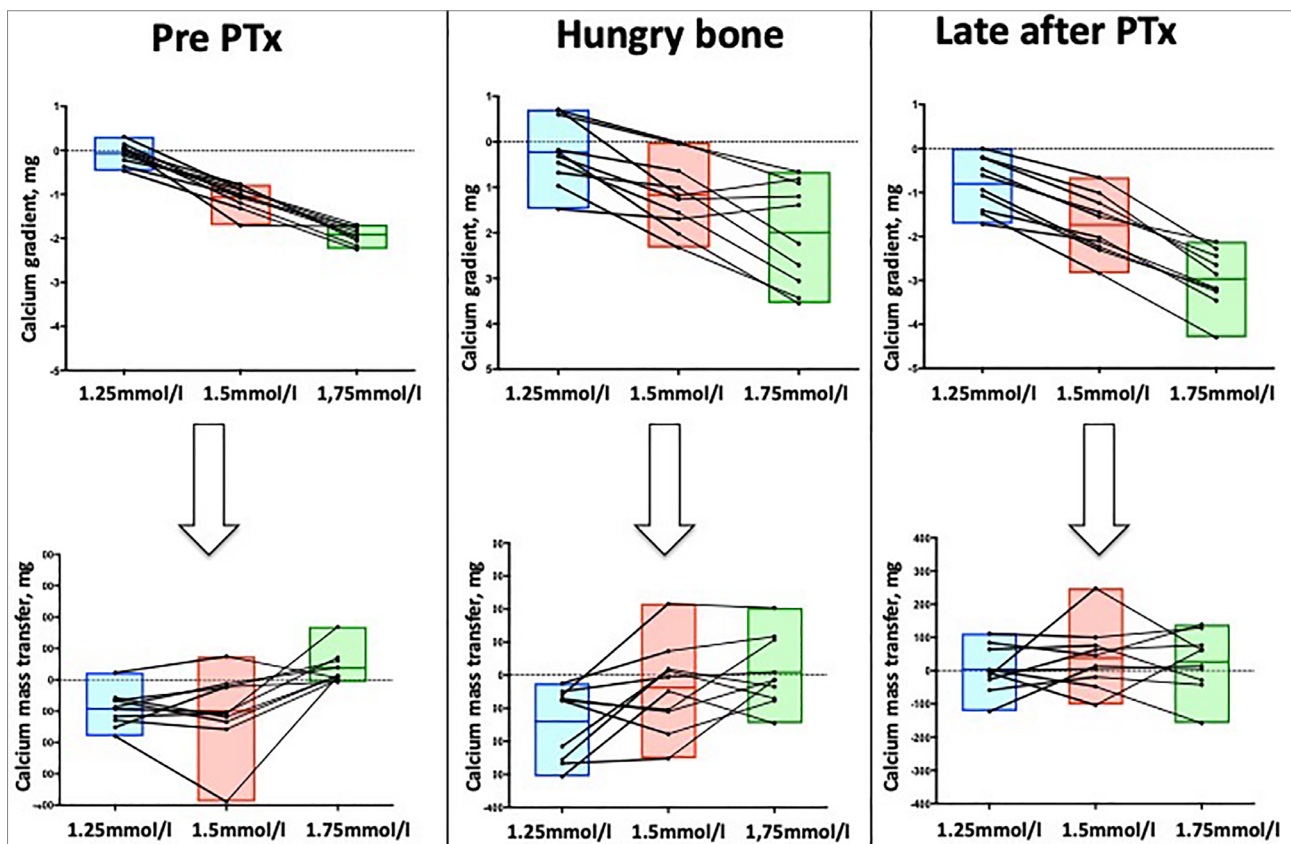 Pre PTx
Hungry bone
Late after PTx
Calcium gradient, mg
1
0
-1
-2
-3
-4
-5
1.25mmol/l 1.5mmol/l 1,75mmol/l
Calcium gradient, mg
1
0
1
2
3
4
5
1.25mmol/l 1.5mmol/l 1.75mmol/l
Calcium gradient, mg
1
0
-1
-2
-3
-4
-5
1.25mmol/l 1.5mmol/l 1.75mmol/l
Calcium mass transfer, mg
0
1.25mmol/l 1.5mmol/l 1.75mmol/l
Calcium mass transfer, mg
0
1.25mmol/l 1.5mmol/l 1,75mmol/l
Calcium mass transfer, mg
400
300
200
100
0
-100
-200
-300
-400
1.25mmol/l 1.5mmol/l 1.75mmol/l